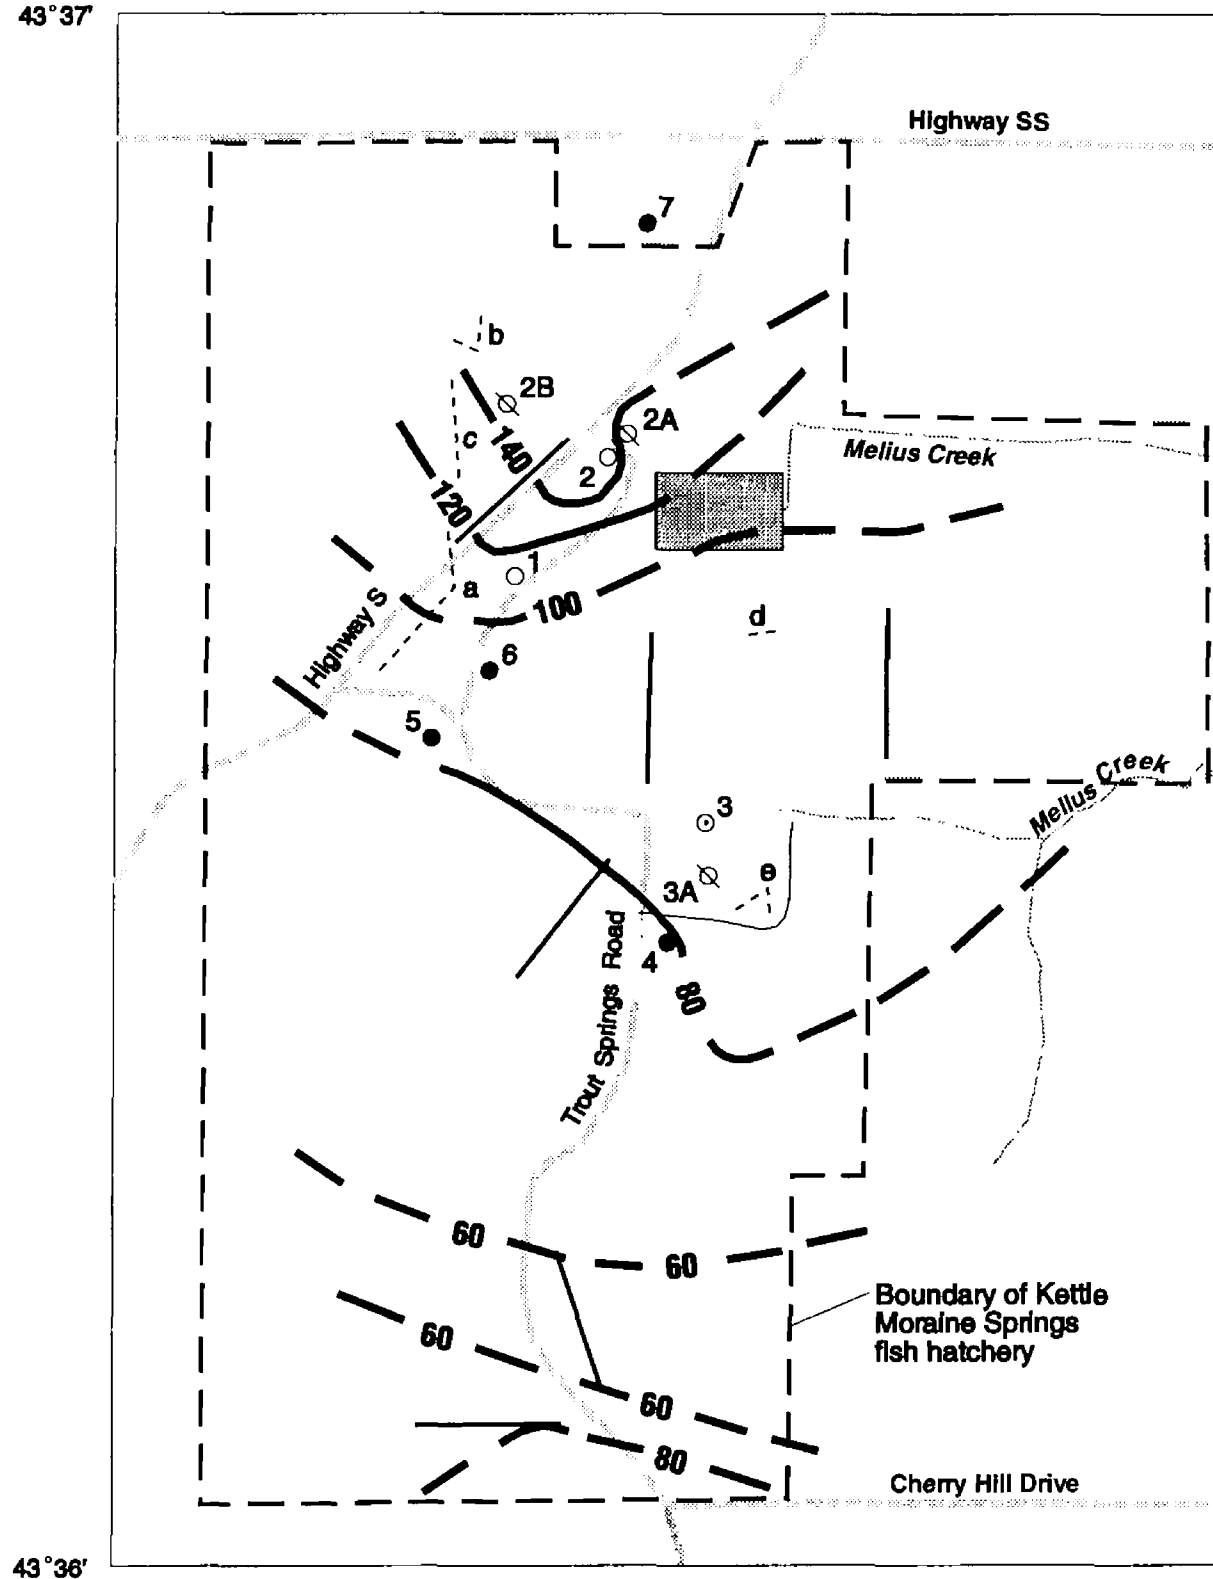 43°37'
Highway SS
7
b
2B
2A
c
140
2
Melius Creek
120
1
a
100
d
Highway S
6
5
Melius Creek
3
e
3A
4
80
Trout Springs Road
60
60
Boundary of Kettle
Moraine Springs
fish hatchery
60
60
80
Cherry Hill Drive
43°36'